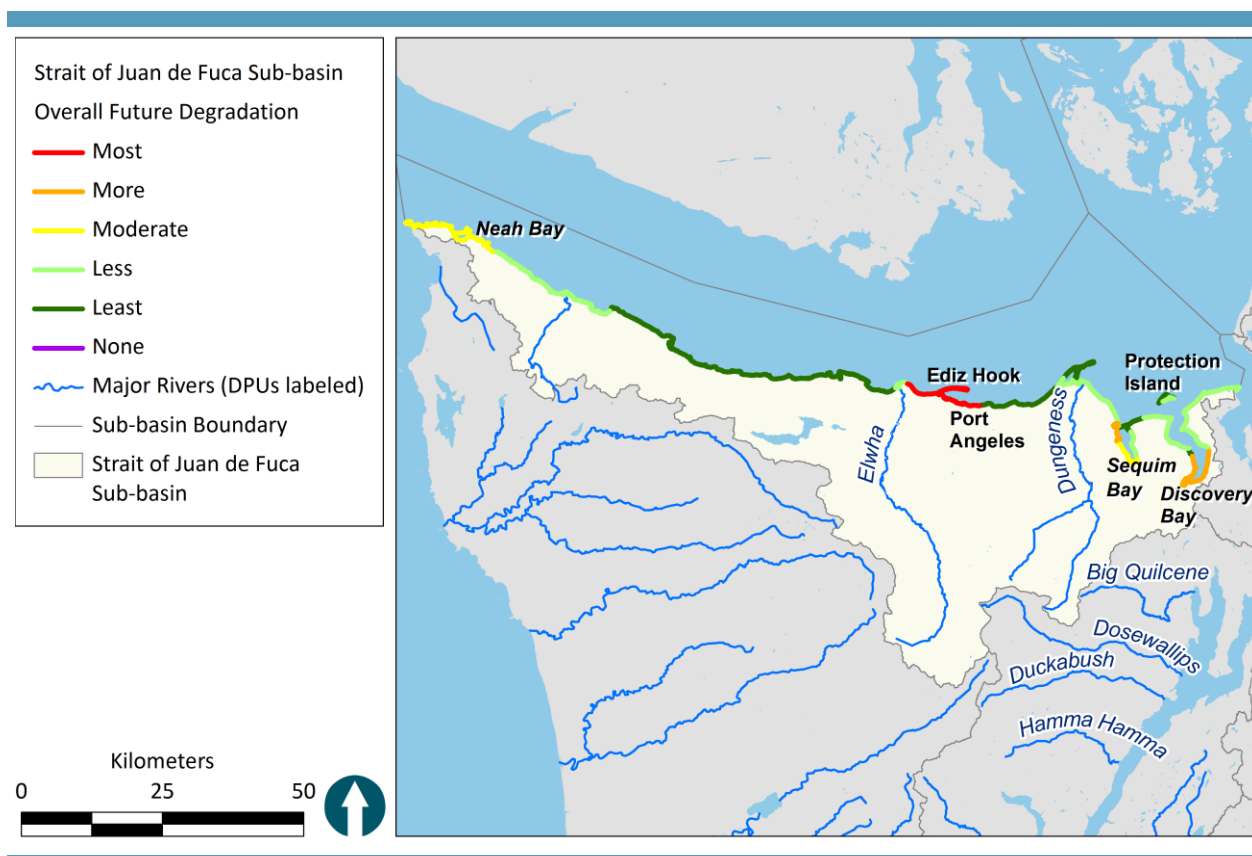 Strait of Juan de Fuca Sub-basin
Overall Future Degradation
Most
More
Moderate
Less
Least
None
Major Rivers (DPUs labeled)
Sub-basin Boundary
Strait of Juan de Fuca
Sub-basin
Kilometers
0 25 50
Neah Bay
Ediz Hook
Port
Angeles
Protection
Island
Elwha
Dungeness
Sequim
Bay
Discovery
Bay
Big Quilcene
Dosewallips
Duckabush
Hamma Hamma